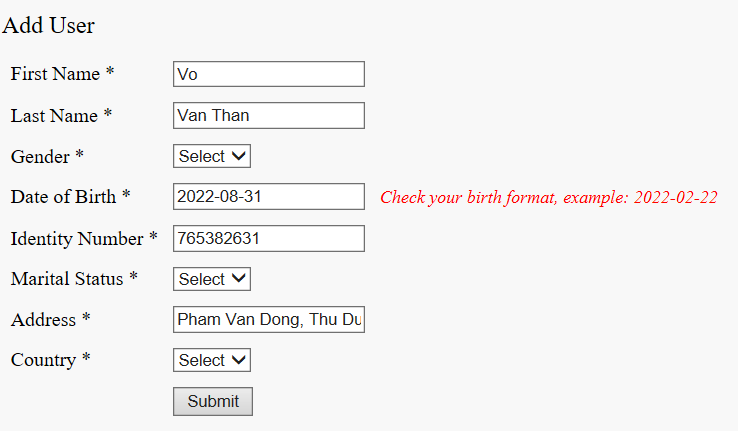 Add User
First Name * Vo
Last Name * Van Than
Gender * Select
Date of Birth * 2022-08-31 Check your birth format, example: 2022-02-22
Identity Number * 765382631
Marital Status * Select
Address * Pham Van Dong, Thu Du
Country * Select
Submit